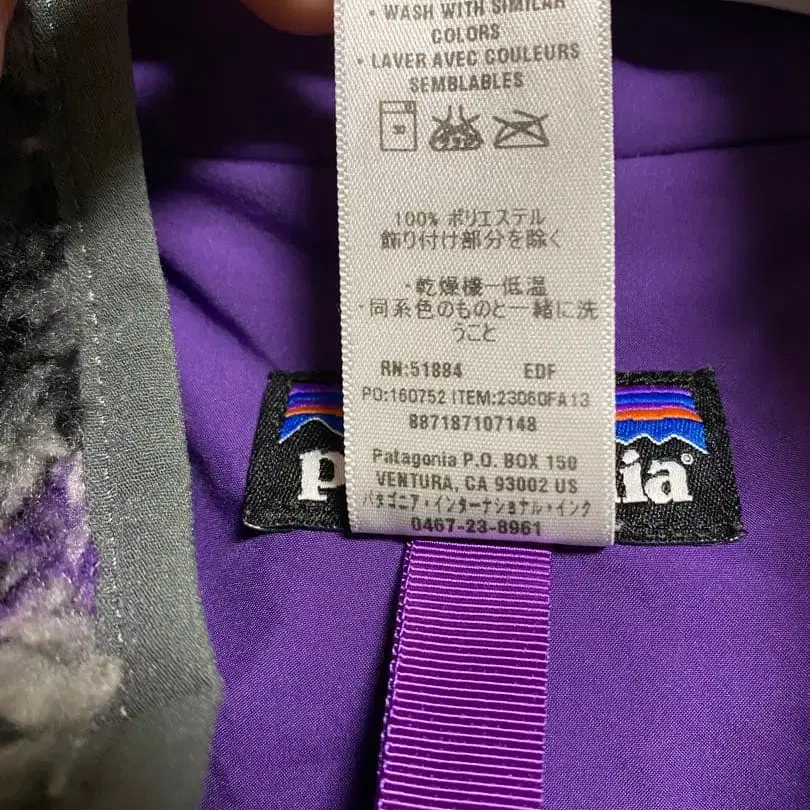 • WASH WITH SIMILAR
COLORS
• LAVER AVEC COULEURS
SEMBLABLES
30
100% ポリエステル
飾り付け部分を除く
・乾燥機一低温
・同系色のものと一緒に洗
うこと
RN:51884 EDF
PO:160752 ITEM:23060FA13
887187107148
Patagonia P.O. BOX 150
VENTURA, CA 93002 US
パタゴニア・インターナショナル・インク
0467-23-8961
p
ia®